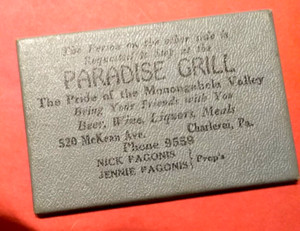 The Person on the other side is
Requested to Stop at the
PARADISE GRILL
The Pride of the Monongahela Valley
Bring Your Friends with You
Beer, Wine, Liquors, Meals
520 McKean Ave. Charleroi, Pa.
Phone 9559
NICK PAGONIS
JENNIE PAGONIS } Prop's